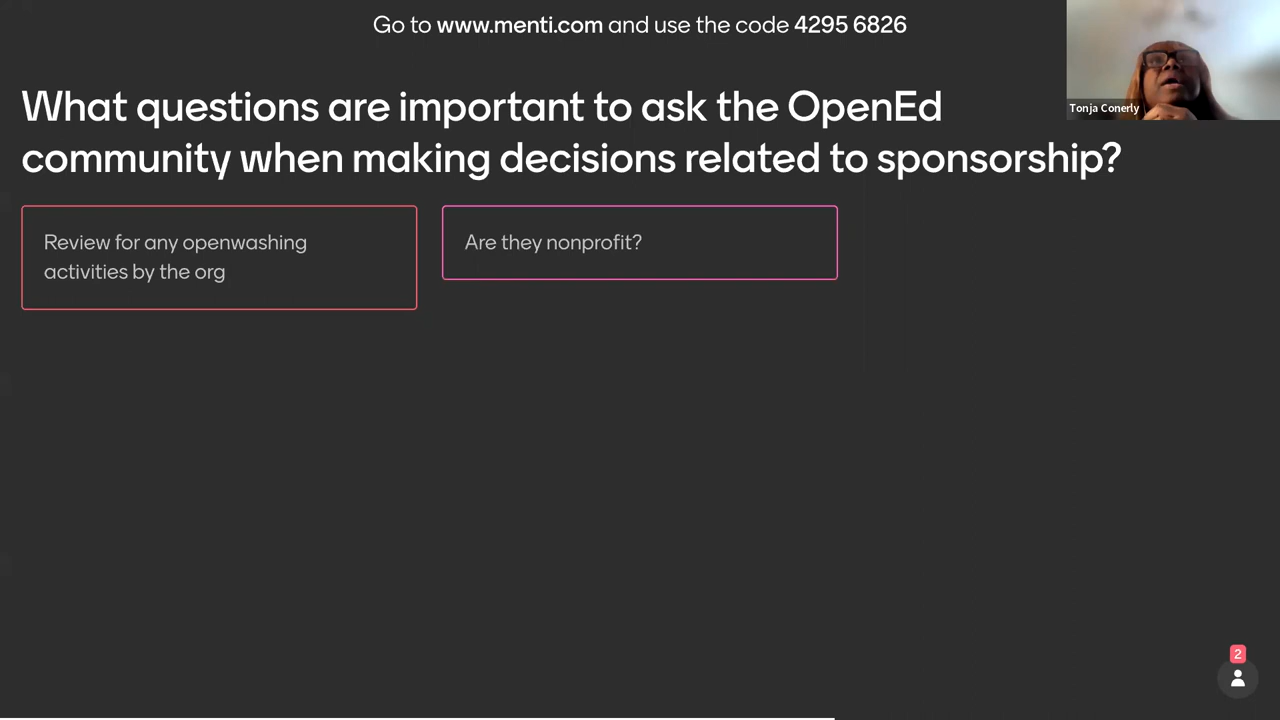 Go to www.menti.com and use the code 4295 6826
Tonja Conerly
What questions are important to ask the OpenEd
community when making decisions related to sponsorship?
Review for any openwashing
activities by the org
Are they nonprofit?
2